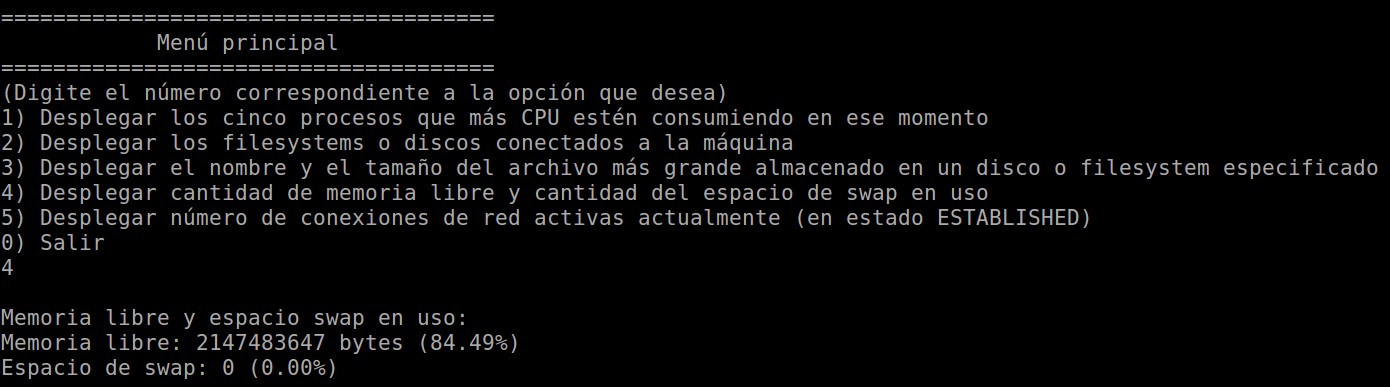 ======================================
Menú principal
======================================
(Digite el número correspondiente a la opción que desea)
1) Desplegar los cinco procesos que más CPU estén consumiendo en ese momento
2) Desplegar los filesystems o discos conectados a la máquina
3) Desplegar el nombre y el tamaño del archivo más grande almacenado en un disco o filesystem especificado
4) Desplegar cantidad de memoria libre y cantidad del espacio de swap en uso
5) Desplegar número de conexiones de red activas actualmente (en estado ESTABLISHED)
0) Salir
4
Memoria libre y espacio swap en uso:
Memoria libre: 2147483647 bytes (84.49%)
Espacio de swap: 0 (0.00%)